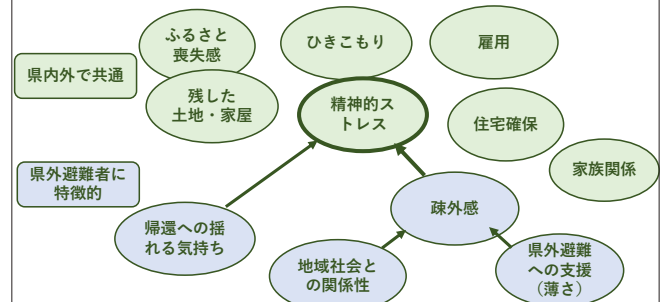 ふるさと
喪失感
ひきこもり
雇用
県内外で共通
残した
土地・家屋
精神的ス
トレス
住宅確保
家族関係
県外避難者に
特徴的
疎外感
帰還への揺
れる気持ち
地域社会と
の関係性
県外避難
への支援
（薄さ）